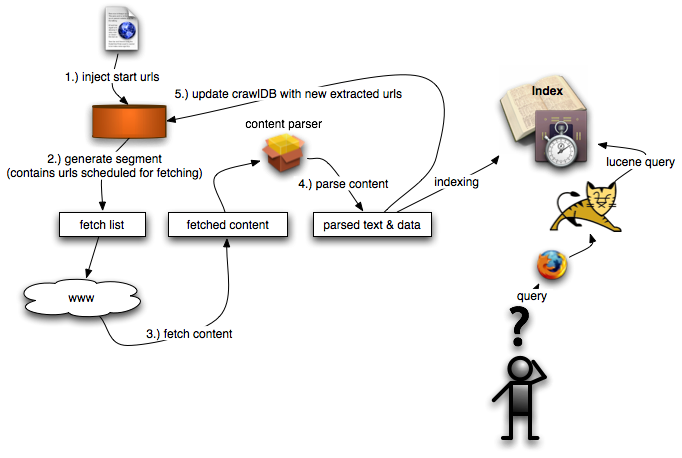 1.) inject start urls
5.) update crawlDB with new extracted urls
Index
content parser
2.) generate segment
(contains urls scheduled for fetching)
4.) parse content
indexing
lucene query
fetch list
fetched content
parsed text & data
www
3.) fetch content
query
?